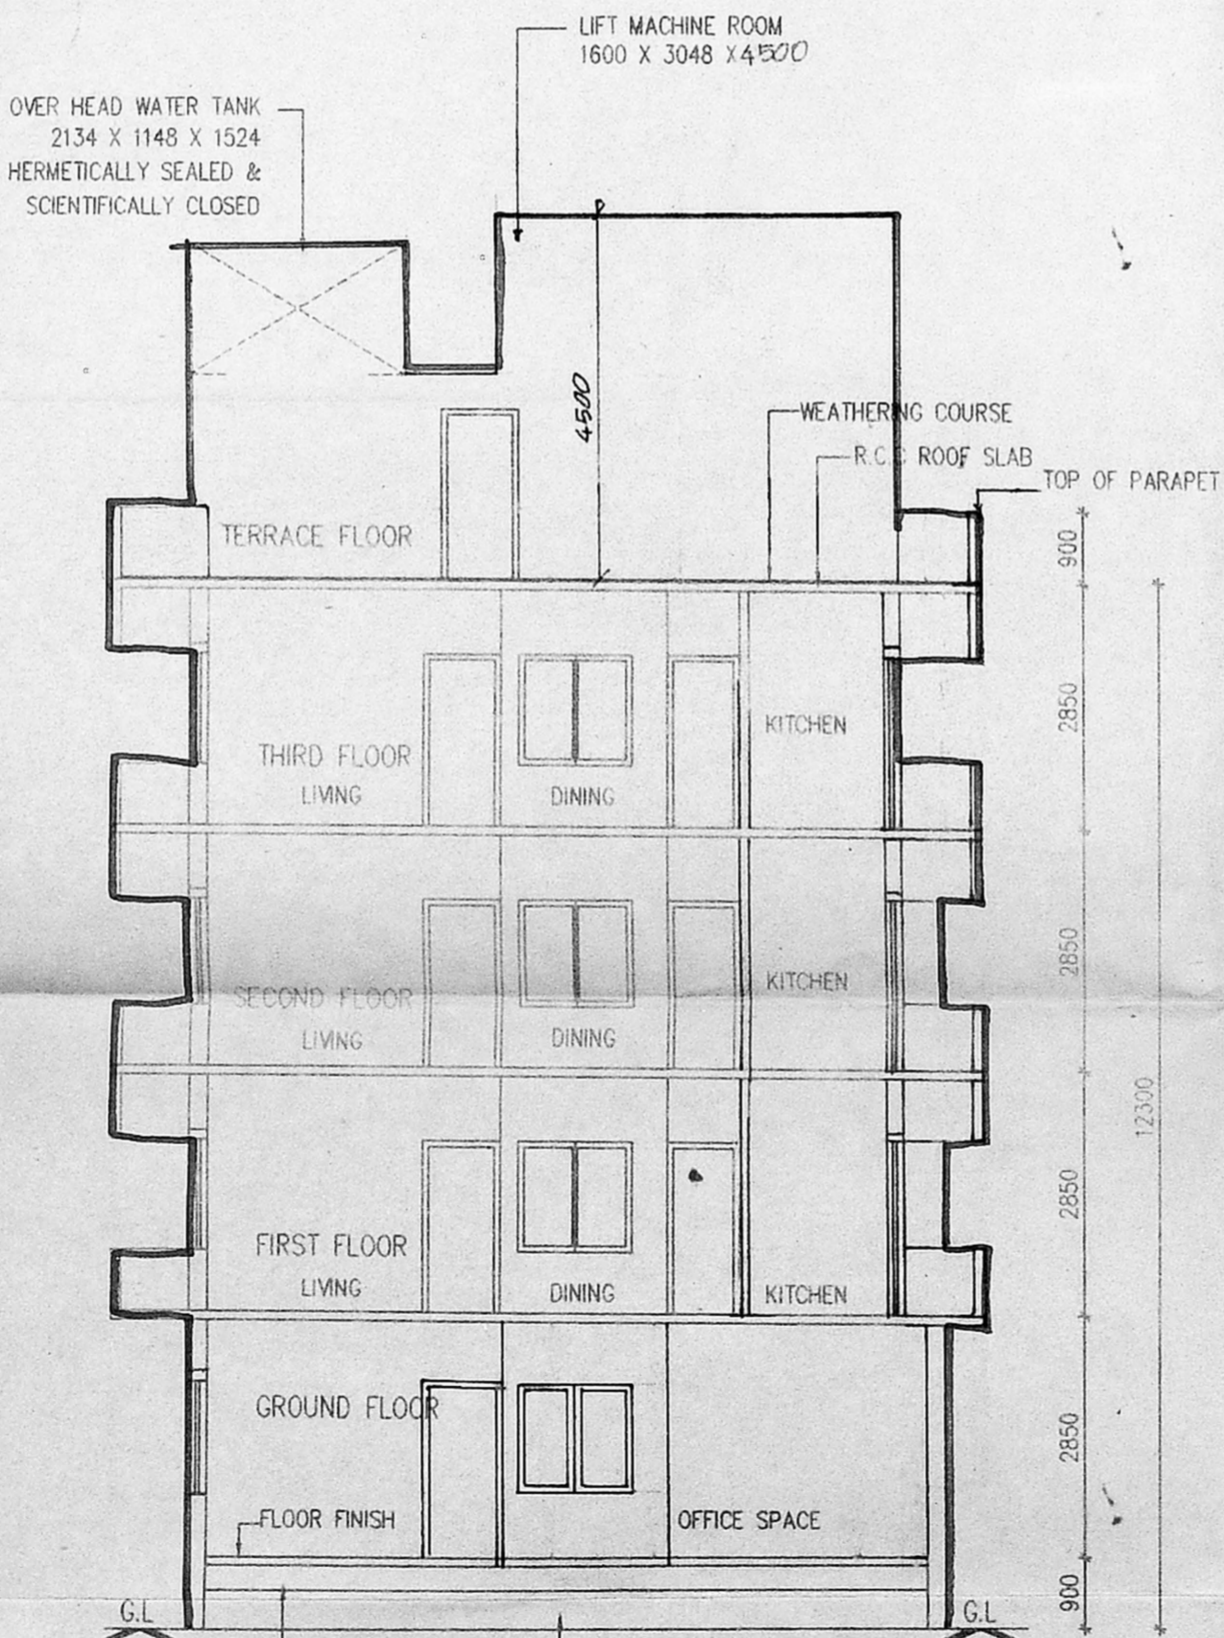 LIFT MACHINE ROOM
1600 X 3048 X 4500
OVER HEAD WATER TANK
2134 X 1148 X 1524
HERMETICALLY SEALED &
SCIENTIFICALLY CLOSED
4500
WEATHERING COURSE
R.C.C ROOF SLAB
TOP OF PARAPET
TERRACE FLOOR
900
2850
KITCHEN
THIRD FLOOR
LIVING
DINING
2850
KITCHEN
SECOND FLOOR
LIVING
DINING
12300
2850
FIRST FLOOR
LIVING
DINING
KITCHEN
GROUND FLOOR
2850
FLOOR FINISH
OFFICE SPACE
900
G.L
G.L